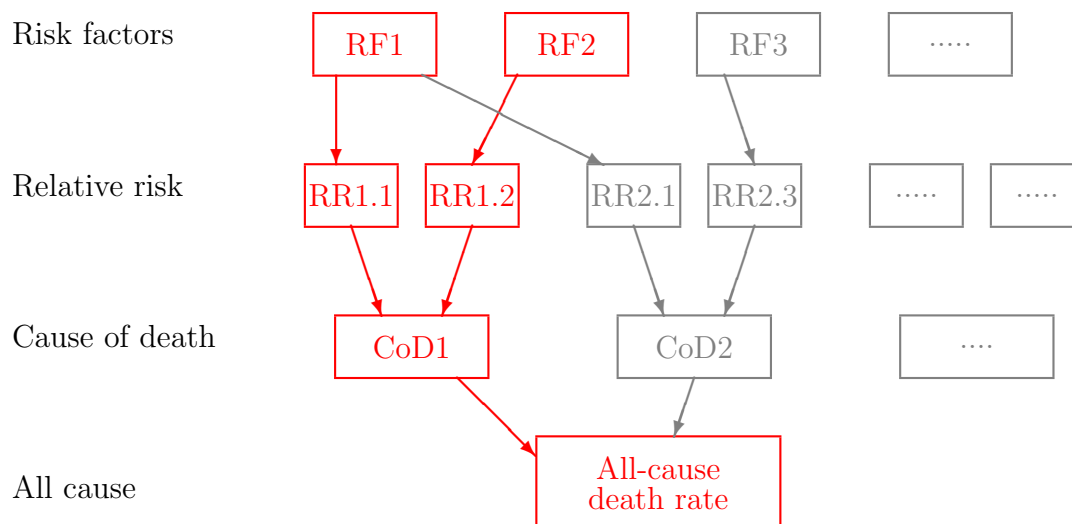 Risk factors
RF1
RF2
RF3
.....
Relative risk
RR1.1
RR1.2
RR2.1
RR2.3
.....
.....
Cause of death
CoD1
CoD2
....
All cause
All-cause
death rate